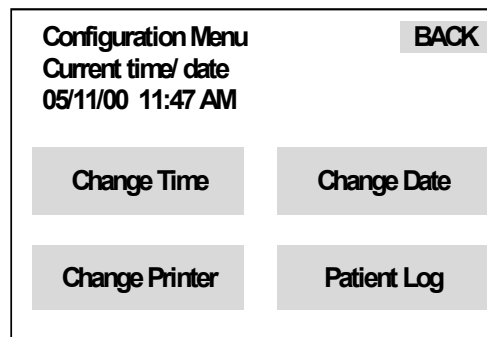 Configuration Menu
BACK
Current time/ date
05/11/00 11:47 AM
Change Time
Change Date
Change Printer
Patient Log